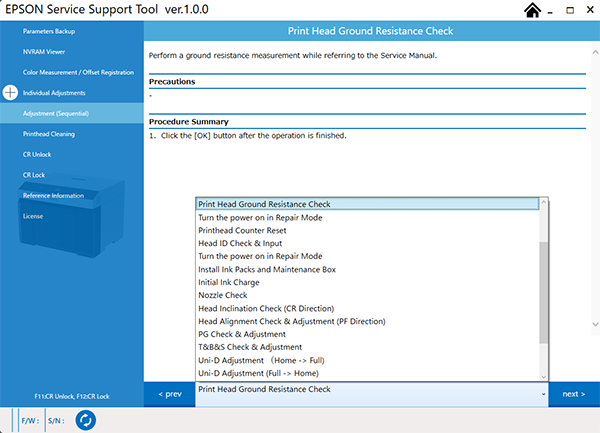 EPSON Service Support Tool ver.1.0.0
Parameters Backup
NVRAM Viewer
Color Measurement / Offset Registration
Individual Adjustments
Adjustment (Sequential)
Printhead Cleaning
CR Unlock
CR Lock
Reference Information
License
F11:CR Unlock, F12:CR Lock
Print Head Ground Resistance Check
Perform a ground resistance measurement while referring to the Service Manual.
Precautions
-
Procedure Summary
1. Click the [OK] button after the operation is finished.
Print Head Ground Resistance Check
Turn the power on in Repair Mode
Printhead Counter Reset
Head ID Check & Input
Turn the power on in Repair Mode
Install Ink Packs and Maintenance Box
Initial Ink Charge
Nozzle Check
Head Inclination Check (CR Direction)
Head Alignment Check & Adjustment (PF Direction)
PG Check & Adjustment
T&B&S Check & Adjustment
Uni-D Adjustment （Home -> Full)
Uni-D Adjustment (Full -> Home)
< prev
Print Head Ground Resistance Check
next >
F/W : S/N :